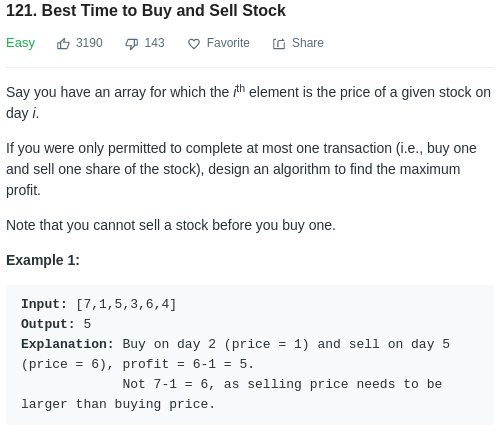 121. Best Time to Buy and Sell Stock
Easy 3190 143 Favorite Share
Say you have an array for which the ith element is the price of a given stock on
day i.
If you were only permitted to complete at most one transaction (i.e., buy one
and sell one share of the stock), design an algorithm to find the maximum
profit.
Note that you cannot sell a stock before you buy one.
Example 1:
Input: [7,1,5,3,6,4]
Output: 5
Explanation: Buy on day 2 (price = 1) and sell on day 5
(price = 6), profit = 6-1 = 5.
Not 7-1 = 6, as selling price needs to be
larger than buying price.